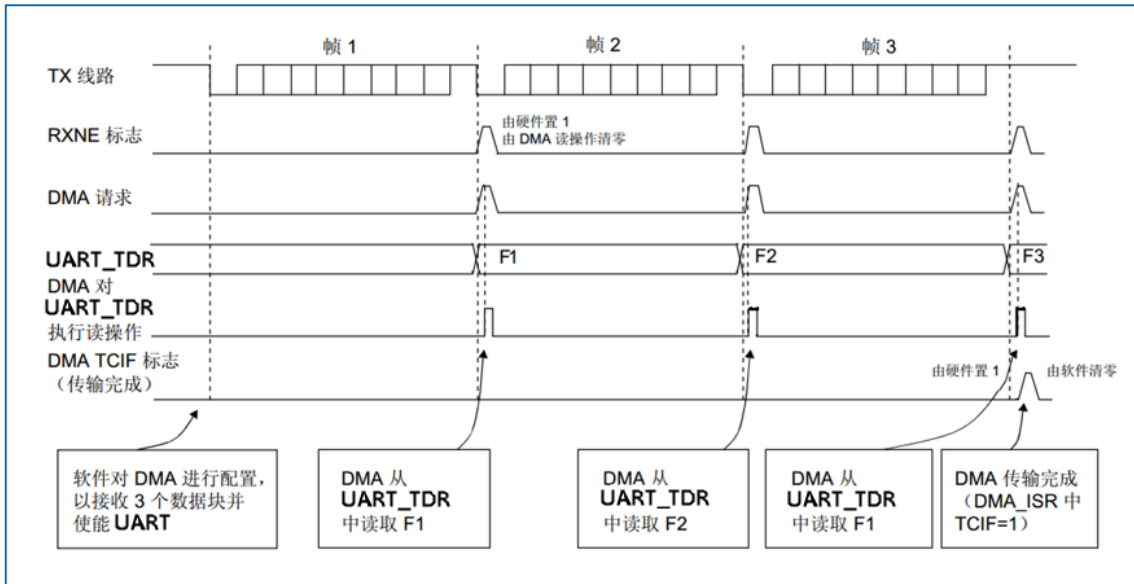 帧 1
帧 2
帧 3
TX 线路
RXNE 标志
由硬件置 1
由 DMA 读操作清零
DMA 请求
UART_TDR
F1
F2
F3
DMA 对
UART_TDR
执行读操作
DMA TCIF 标志
（传输完成）
由硬件置 1
由软件清零
软件对 DMA 进行配置，
以接收 3 个数据块并
使能 UART
DMA 从
UART_TDR
中读取 F1
DMA 从
UART_TDR
中读取 F2
DMA 从
UART_TDR
中读取 F1
DMA 传输完成
（DMA_ISR 中
TCIF=1）